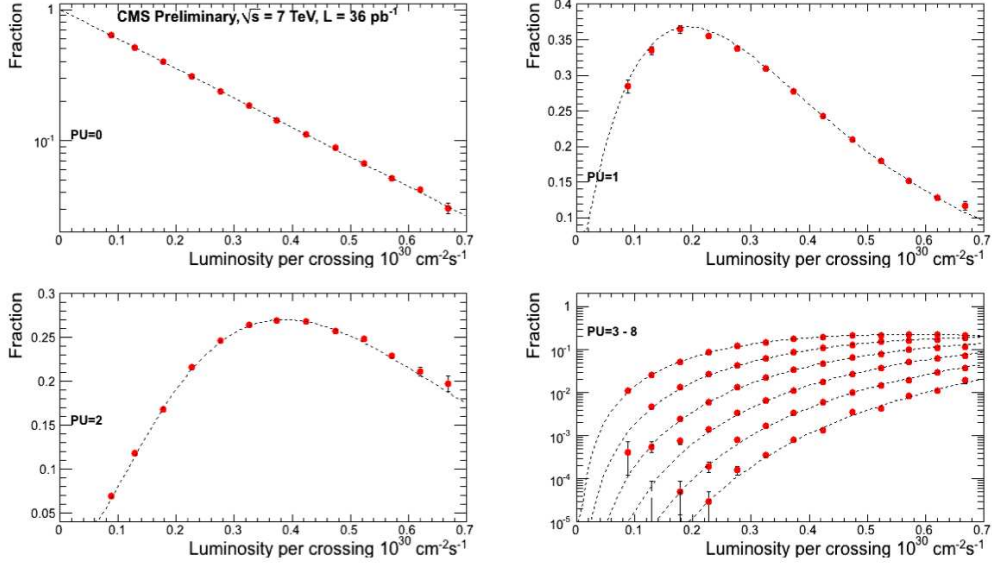 CMS Preliminary, √s = 7 TeV, L = 36 pb⁻¹
Fraction
1
10⁻¹
PU=0
0 0.1 0.2 0.3 0.4 0.5 0.6 0.7
Luminosity per crossing 10³⁰ cm⁻²s⁻¹
Fraction
0.4
0.35
0.3
0.25
0.2
0.15
0.1
PU=1
0 0.1 0.2 0.3 0.4 0.5 0.6 0.7
Luminosity per crossing 10³⁰ cm⁻²s⁻¹
Fraction
0.3
0.25
0.2
0.15
0.1
0.05
PU=2
0 0.1 0.2 0.3 0.4 0.5 0.6 0.7
Luminosity per crossing 10³⁰ cm⁻²s⁻¹
Fraction
1
10⁻¹
10⁻²
10⁻³
10⁻⁴
10⁻⁵
PU=3 - 8
0 0.1 0.2 0.3 0.4 0.5 0.6 0.7
Luminosity per crossing 10³⁰ cm⁻²s⁻¹